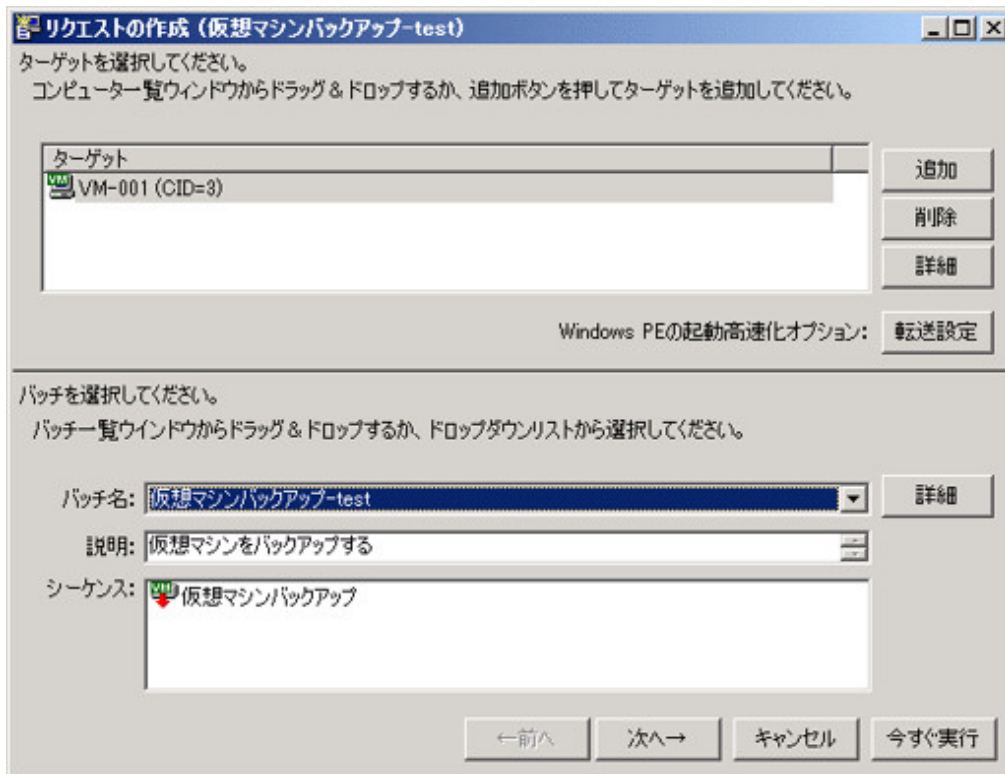 リクエストの作成(仮想マシンバックアップ-test)
ターゲットを選択してください。
コンピューター覧ウィンドウからドラッグ&ドロップするか、追加ボタンを押してターゲットを追加してください。
ターゲット
VM-001 (CID=3)
追加
削除
詳細
Windows PEの起動高速化オプション:
転送設定
バッチを選択してください。
バッチ一覧ウインドウからドラッグ&ドロップするか、ドロップダウンリストから選択してください。
バッチ名:
仮想マシンバックアップ-test
詳細
説明:
仮想マシンをバックアップする
シーケンス:
仮想マシンバックアップ
←前へ
次へ→
キャンセル
今すぐ実行